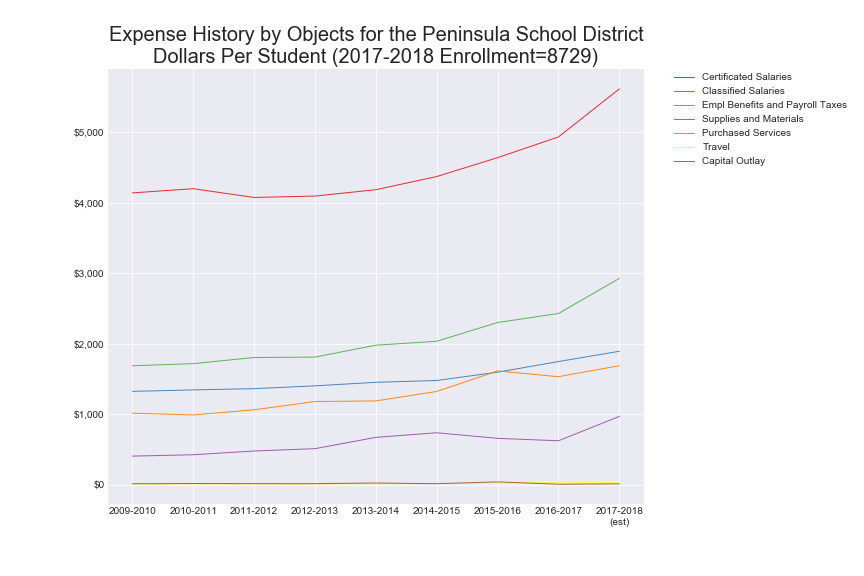 Expense History by Objects for the Peninsula School District
Dollars Per Student (2017-2018 Enrollment=8729)
Certificated Salaries
Classified Salaries
Empl Benefits and Payroll Taxes
Supplies and Materials
Purchased Services
Travel
Capital Outlay
$5,000
$4,000
$3,000
$2,000
$1,000
$0
2009-2010 2010-2011 2011-2012 2012-2013 2013-2014 2014-2015 2015-2016 2016-2017 2017-2018
(est)